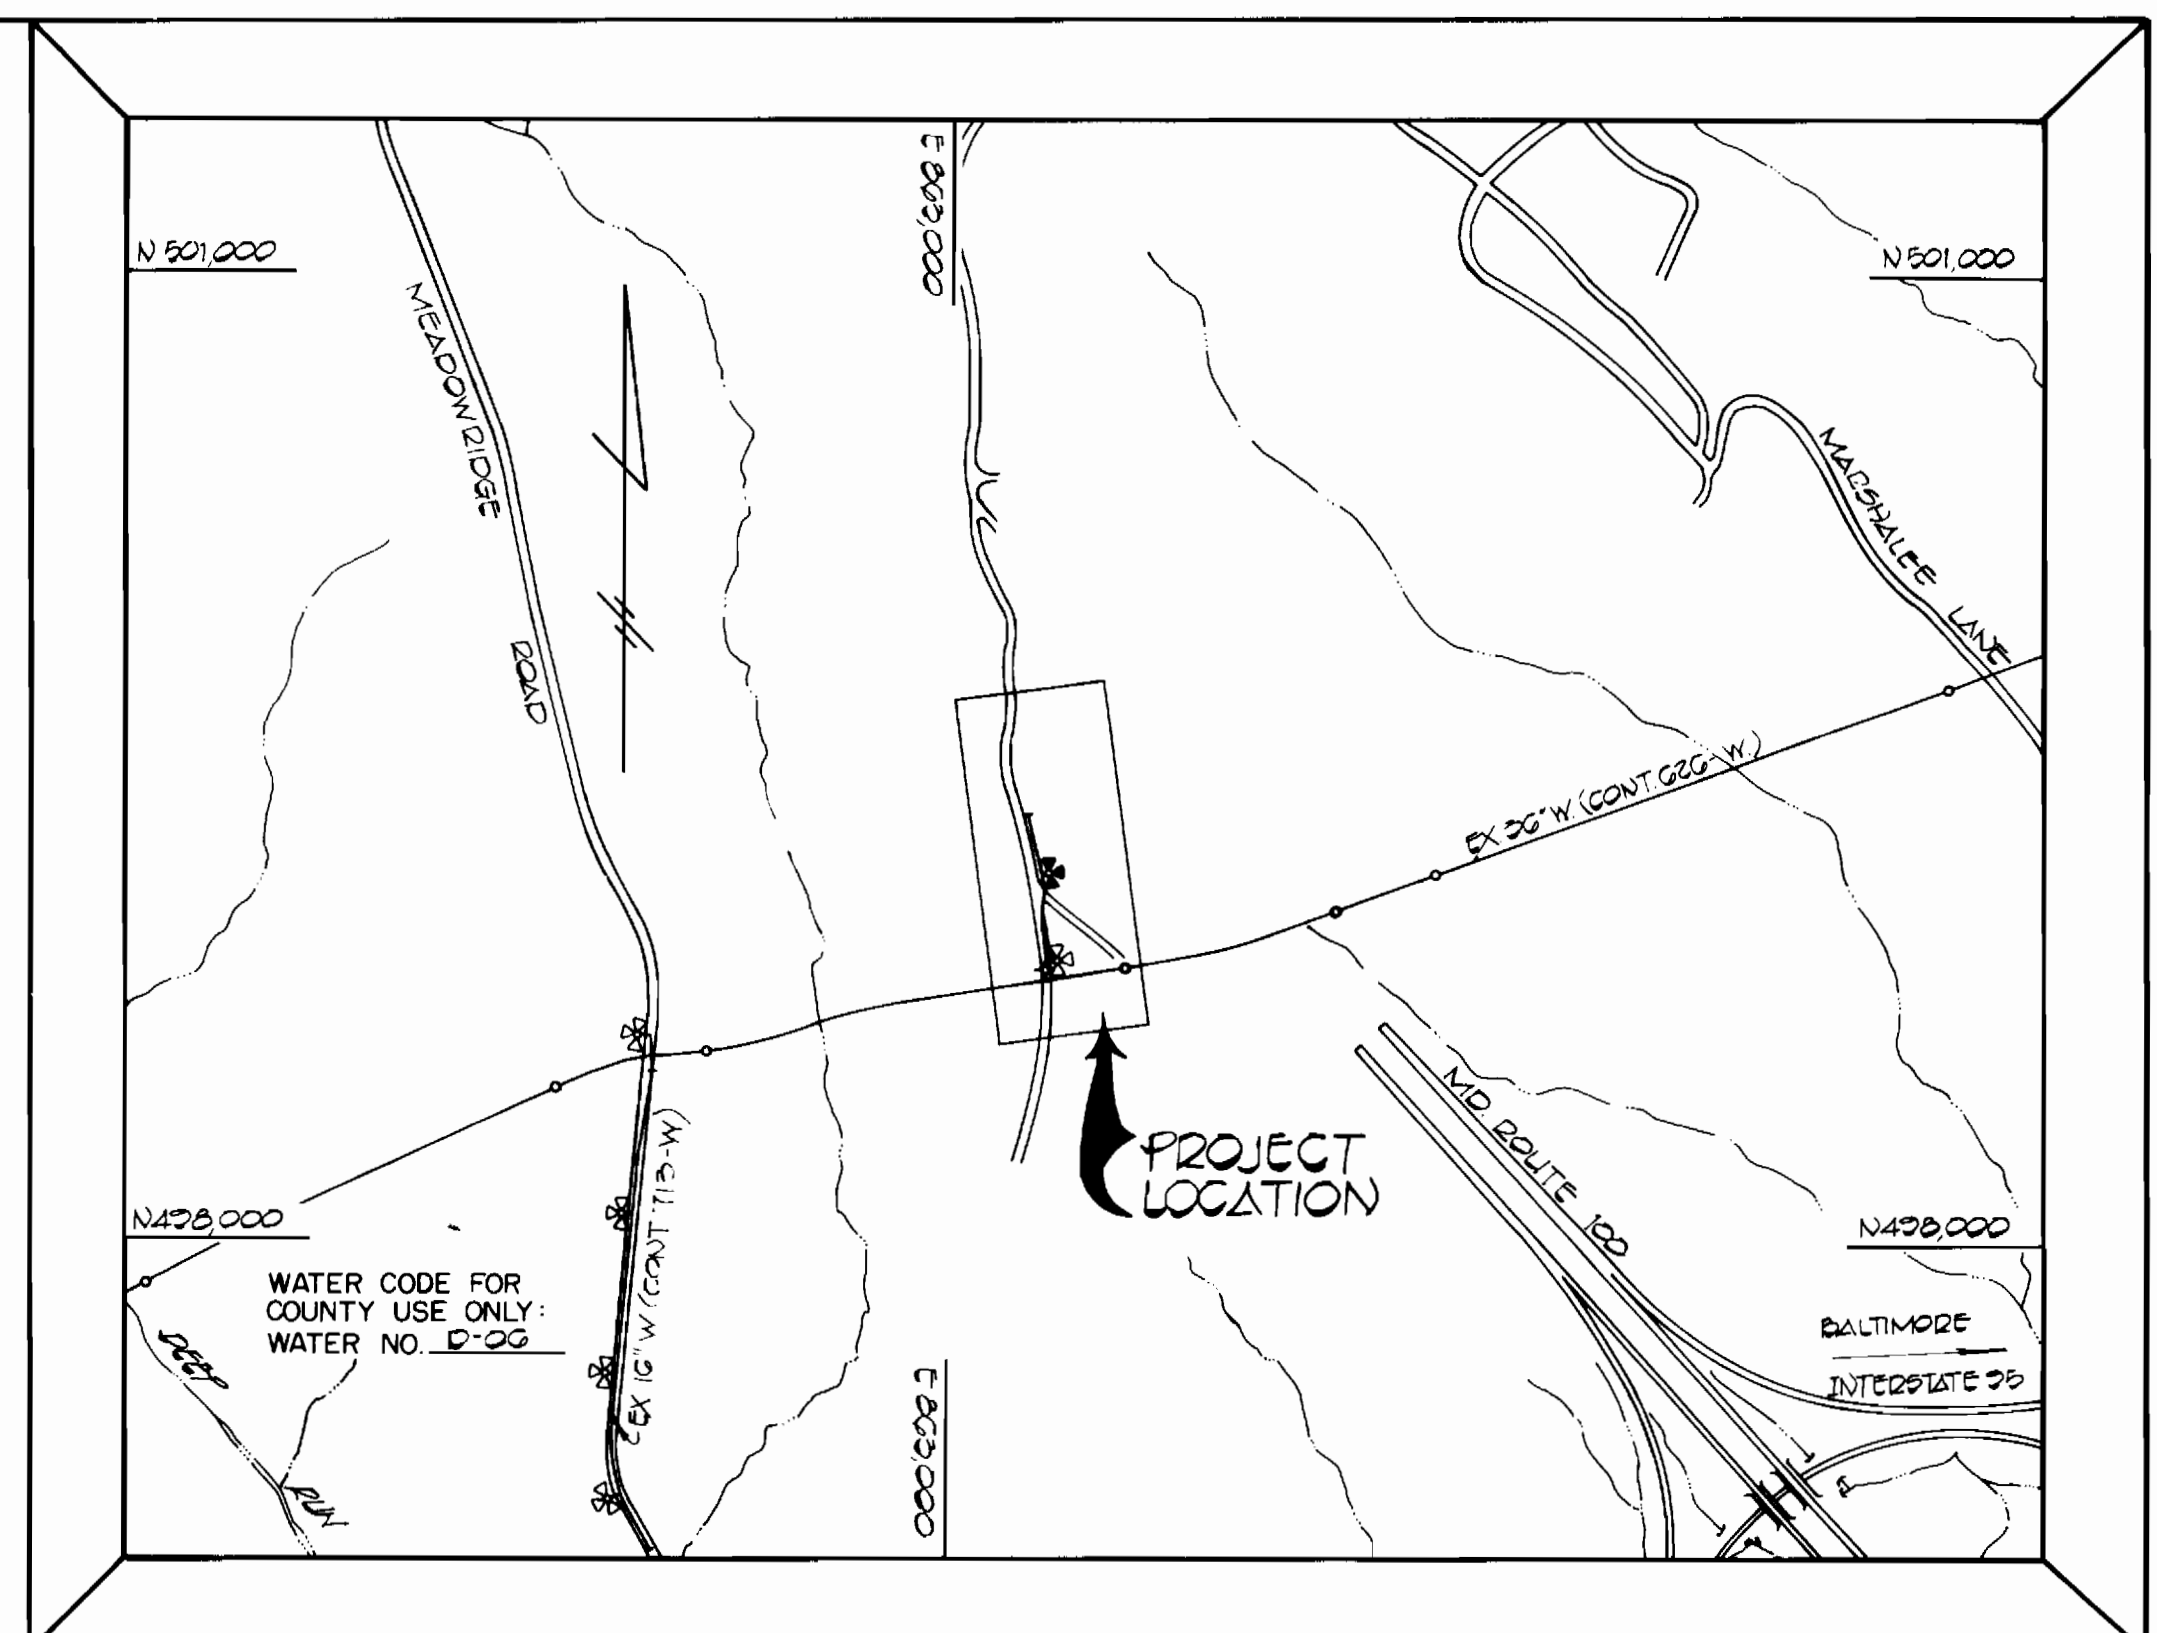 E 863,000
N 501,000
N 501,000
MEADOWRIDGE
ROAD
MARSHALEE
LANE
EX 36" W. (CONT. 626-W.)
MD. ROUTE 100
PROJECT
LOCATION
EX 16" W (CONT 713-W)
N498,000
N498,000
WATER CODE FOR
COUNTY USE ONLY:
WATER NO. D-06
DEEP
RUN
BALTIMORE
INTERSTATE 95
E 863,000